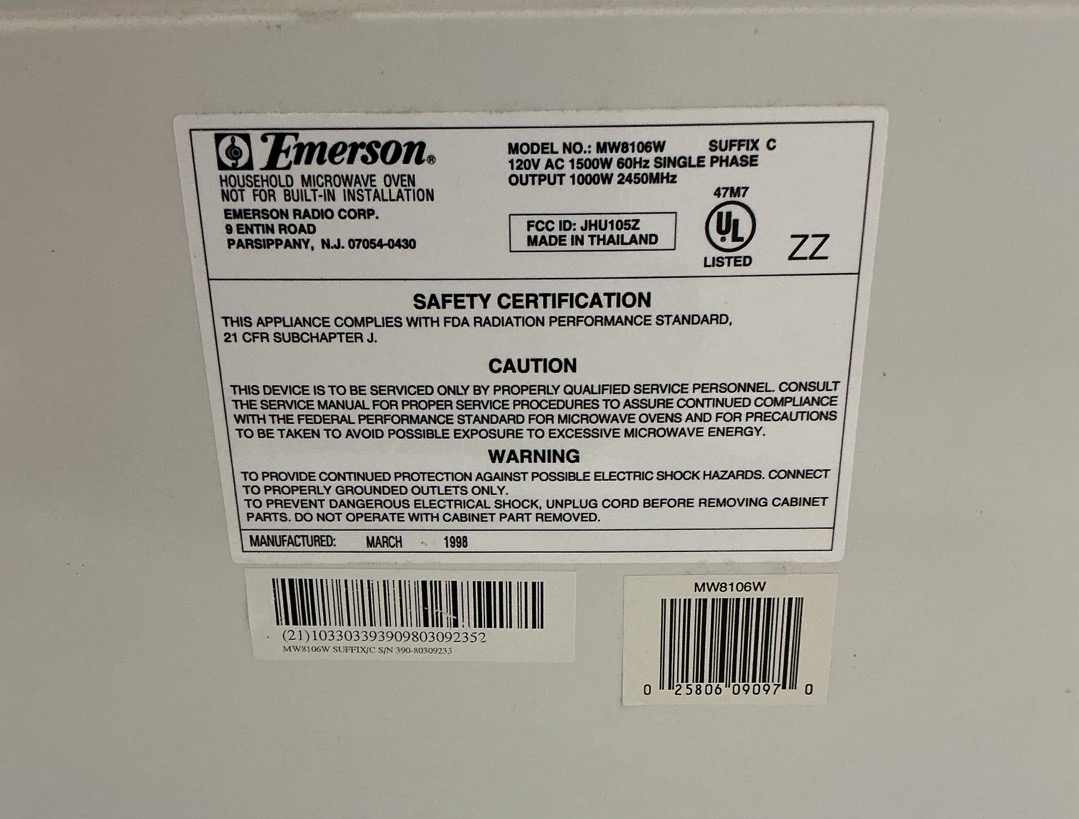 Emerson®
HOUSEHOLD MICROWAVE OVEN
NOT FOR BUILT-IN INSTALLATION
EMERSON RADIO CORP.
9 ENTIN ROAD
PARSIPPANY, N.J. 07054-0430
MODEL NO.: MW8106W SUFFIX C
120V AC 1500W 60Hz SINGLE PHASE
OUTPUT 1000W 2450MHz
FCC ID: JHU105Z
MADE IN THAILAND
47M7
UL
LISTED
ZZ
SAFETY CERTIFICATION
THIS APPLIANCE COMPLIES WITH FDA RADIATION PERFORMANCE STANDARD,
21 CFR SUBCHAPTER J.
CAUTION
THIS DEVICE IS TO BE SERVICED ONLY BY PROPERLY QUALIFIED SERVICE PERSONNEL. CONSULT
THE SERVICE MANUAL FOR PROPER SERVICE PROCEDURES TO ASSURE CONTINUED COMPLIANCE
WITH THE FEDERAL PERFORMANCE STANDARD FOR MICROWAVE OVENS AND FOR PRECAUTIONS
TO BE TAKEN TO AVOID POSSIBLE EXPOSURE TO EXCESSIVE MICROWAVE ENERGY.
WARNING
TO PROVIDE CONTINUED PROTECTION AGAINST POSSIBLE ELECTRIC SHOCK HAZARDS. CONNECT
TO PROPERLY GROUNDED OUTLETS ONLY.
TO PREVENT DANGEROUS ELECTRICAL SHOCK, UNPLUG CORD BEFORE REMOVING CABINET
PARTS. DO NOT OPERATE WITH CABINET PART REMOVED.
MANUFACTURED: MARCH 1998
(21)103303393909803092352
MW8106W SUFFIX/C S/N 390-80309235
MW8106W
0 25806 09097 0